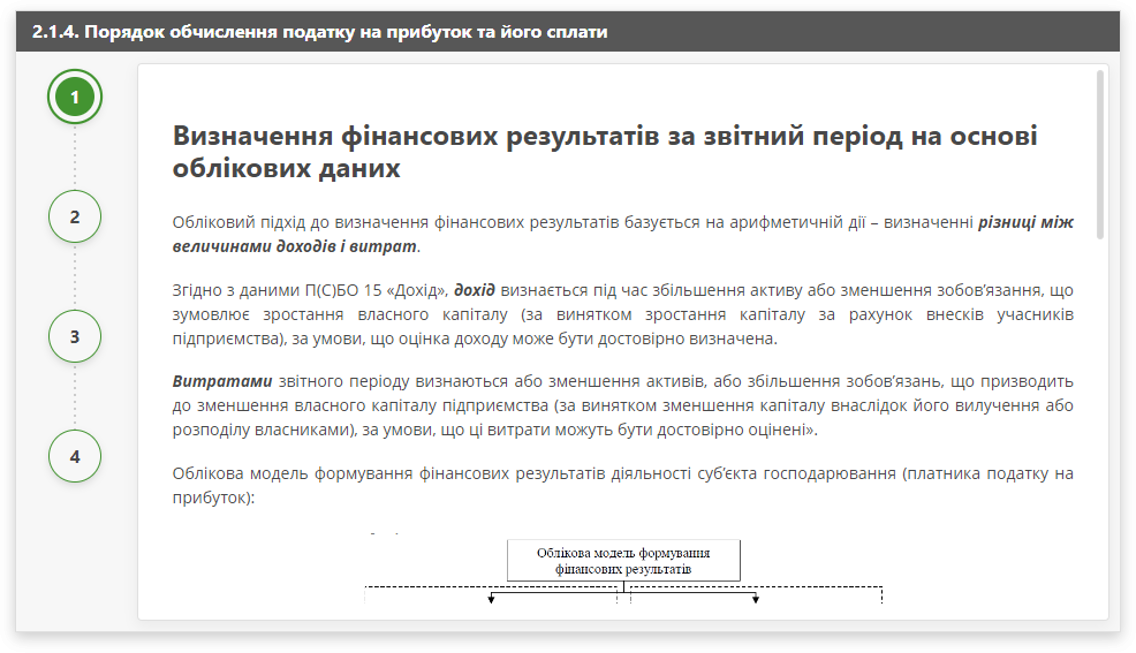 2.1.4. Порядок обчислення податку на прибуток та його сплати
1
2
3
4
Визначення фінансових результатів за звітний період на основі
облікових даних
Обліковий підхід до визначення фінансових результатів базується на арифметичній дії – визначенні різниці між
величинами доходів і витрат.
Згідно з даними П(С)БО 15 «Дохід», дохід визнається під час збільшення активу або зменшення зобов’язання, що
зумовлює зростання власного капіталу (за винятком зростання капіталу за рахунок внесків учасників
підприємства), за умови, що оцінка доходу може бути достовірно визначена.
Витратами звітного періоду визнаються або зменшення активів, або збільшення зобов’язань, що призводить
до зменшення власного капіталу підприємства (за винятком зменшення капіталу внаслідок його вилучення або
розподілу власниками), за умови, що ці витрати можуть бути достовірно оцінені».
Облікова модель формування фінансових результатів діяльності суб’єкта господарювання (платника податку на
прибуток):
Облікова модель формування
фінансових результатів